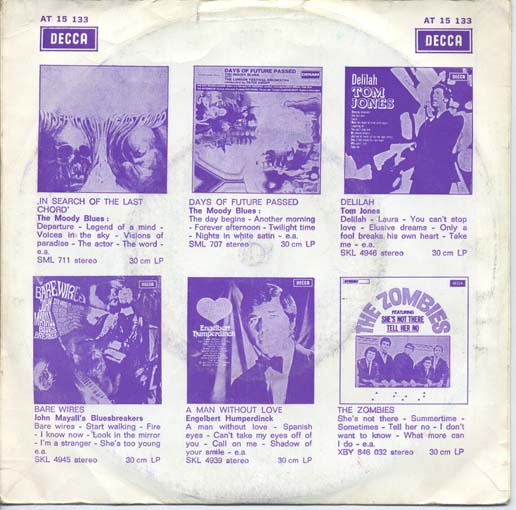 AT 15 133
AT 15 133
DECCA
DECCA
DAYS OF FUTURE PASSED
THE MOODY BLUES
Delilah
TOM
JONES
‚IN SEARCH OF THE LAST
CHORD'
The Moody Blues :
Departure - Legend of a mind -
Voices in the sky - Visions of
paradise - The actor - The word -
e.a.
SML 711 stereo 30 cm LP
DAYS OF FUTURE PASSED
The Moody Blues :
The day begins - Another morning
- Forever afternoon - Twilight time
- Nights in white satin - e.a.
SML 707 stereo 30 cm LP
DELILAH
Tom Jones
Delilah - Laura - You can't stop
love - Elusive dreams - Only a
fool breaks his own heart - Take
me - e.a.
SKL 4946 stereo 30 cm LP
BARE WIRES
Engelbert
Humperdinck
DECCA
THE ZOMBIES
FEATURING
SHE'S NOT THERE
TELL HER NO
BARE WIRES
John Mayall's Bluesbreakers
Bare wires - Start walking - Fire
- I know now - Look in the mirror
- I'm a stranger - She's too young
e.a.
SKL 4945 stereo 30 cm LP
A MAN WITHOUT LOVE
Engelbert Humperdinck
A man without love - Spanish
eyes - Can't take my eyes off of
you - Call on me - Shadow of
your smile - e.a.
SKL 4939 stereo 30 cm LP
THE ZOMBIES
She's not there - Summertime -
Sometimes - Tell her no - I don't
want to know - What more can
I do - e.a.
XBY 846 032 stereo 30 cm LP